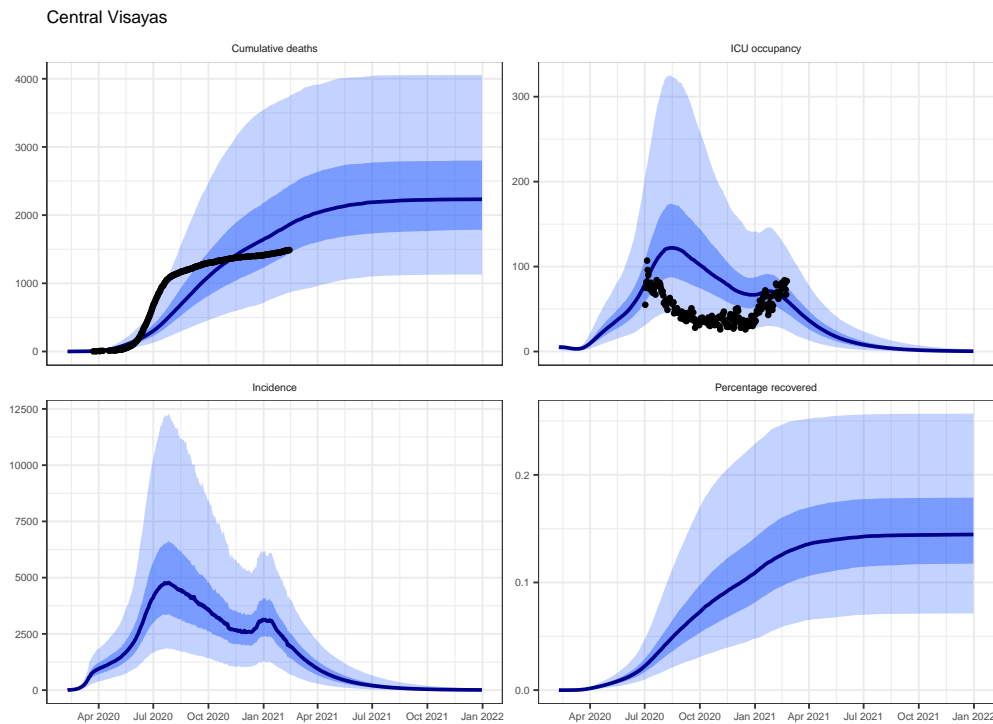 Central Visayas
Cumulative deaths
ICU occupancy
4000
3000
2000
1000
0
300
200
100
0
Incidence
Percentage recovered
12500
10000
7500
5000
2500
0
0.2
0.1
0.0
Apr 2020 Jul 2020 Oct 2020 Jan 2021 Apr 2021 Jul 2021 Oct 2021 Jan 2022
Apr 2020 Jul 2020 Oct 2020 Jan 2021 Apr 2021 Jul 2021 Oct 2021 Jan 2022